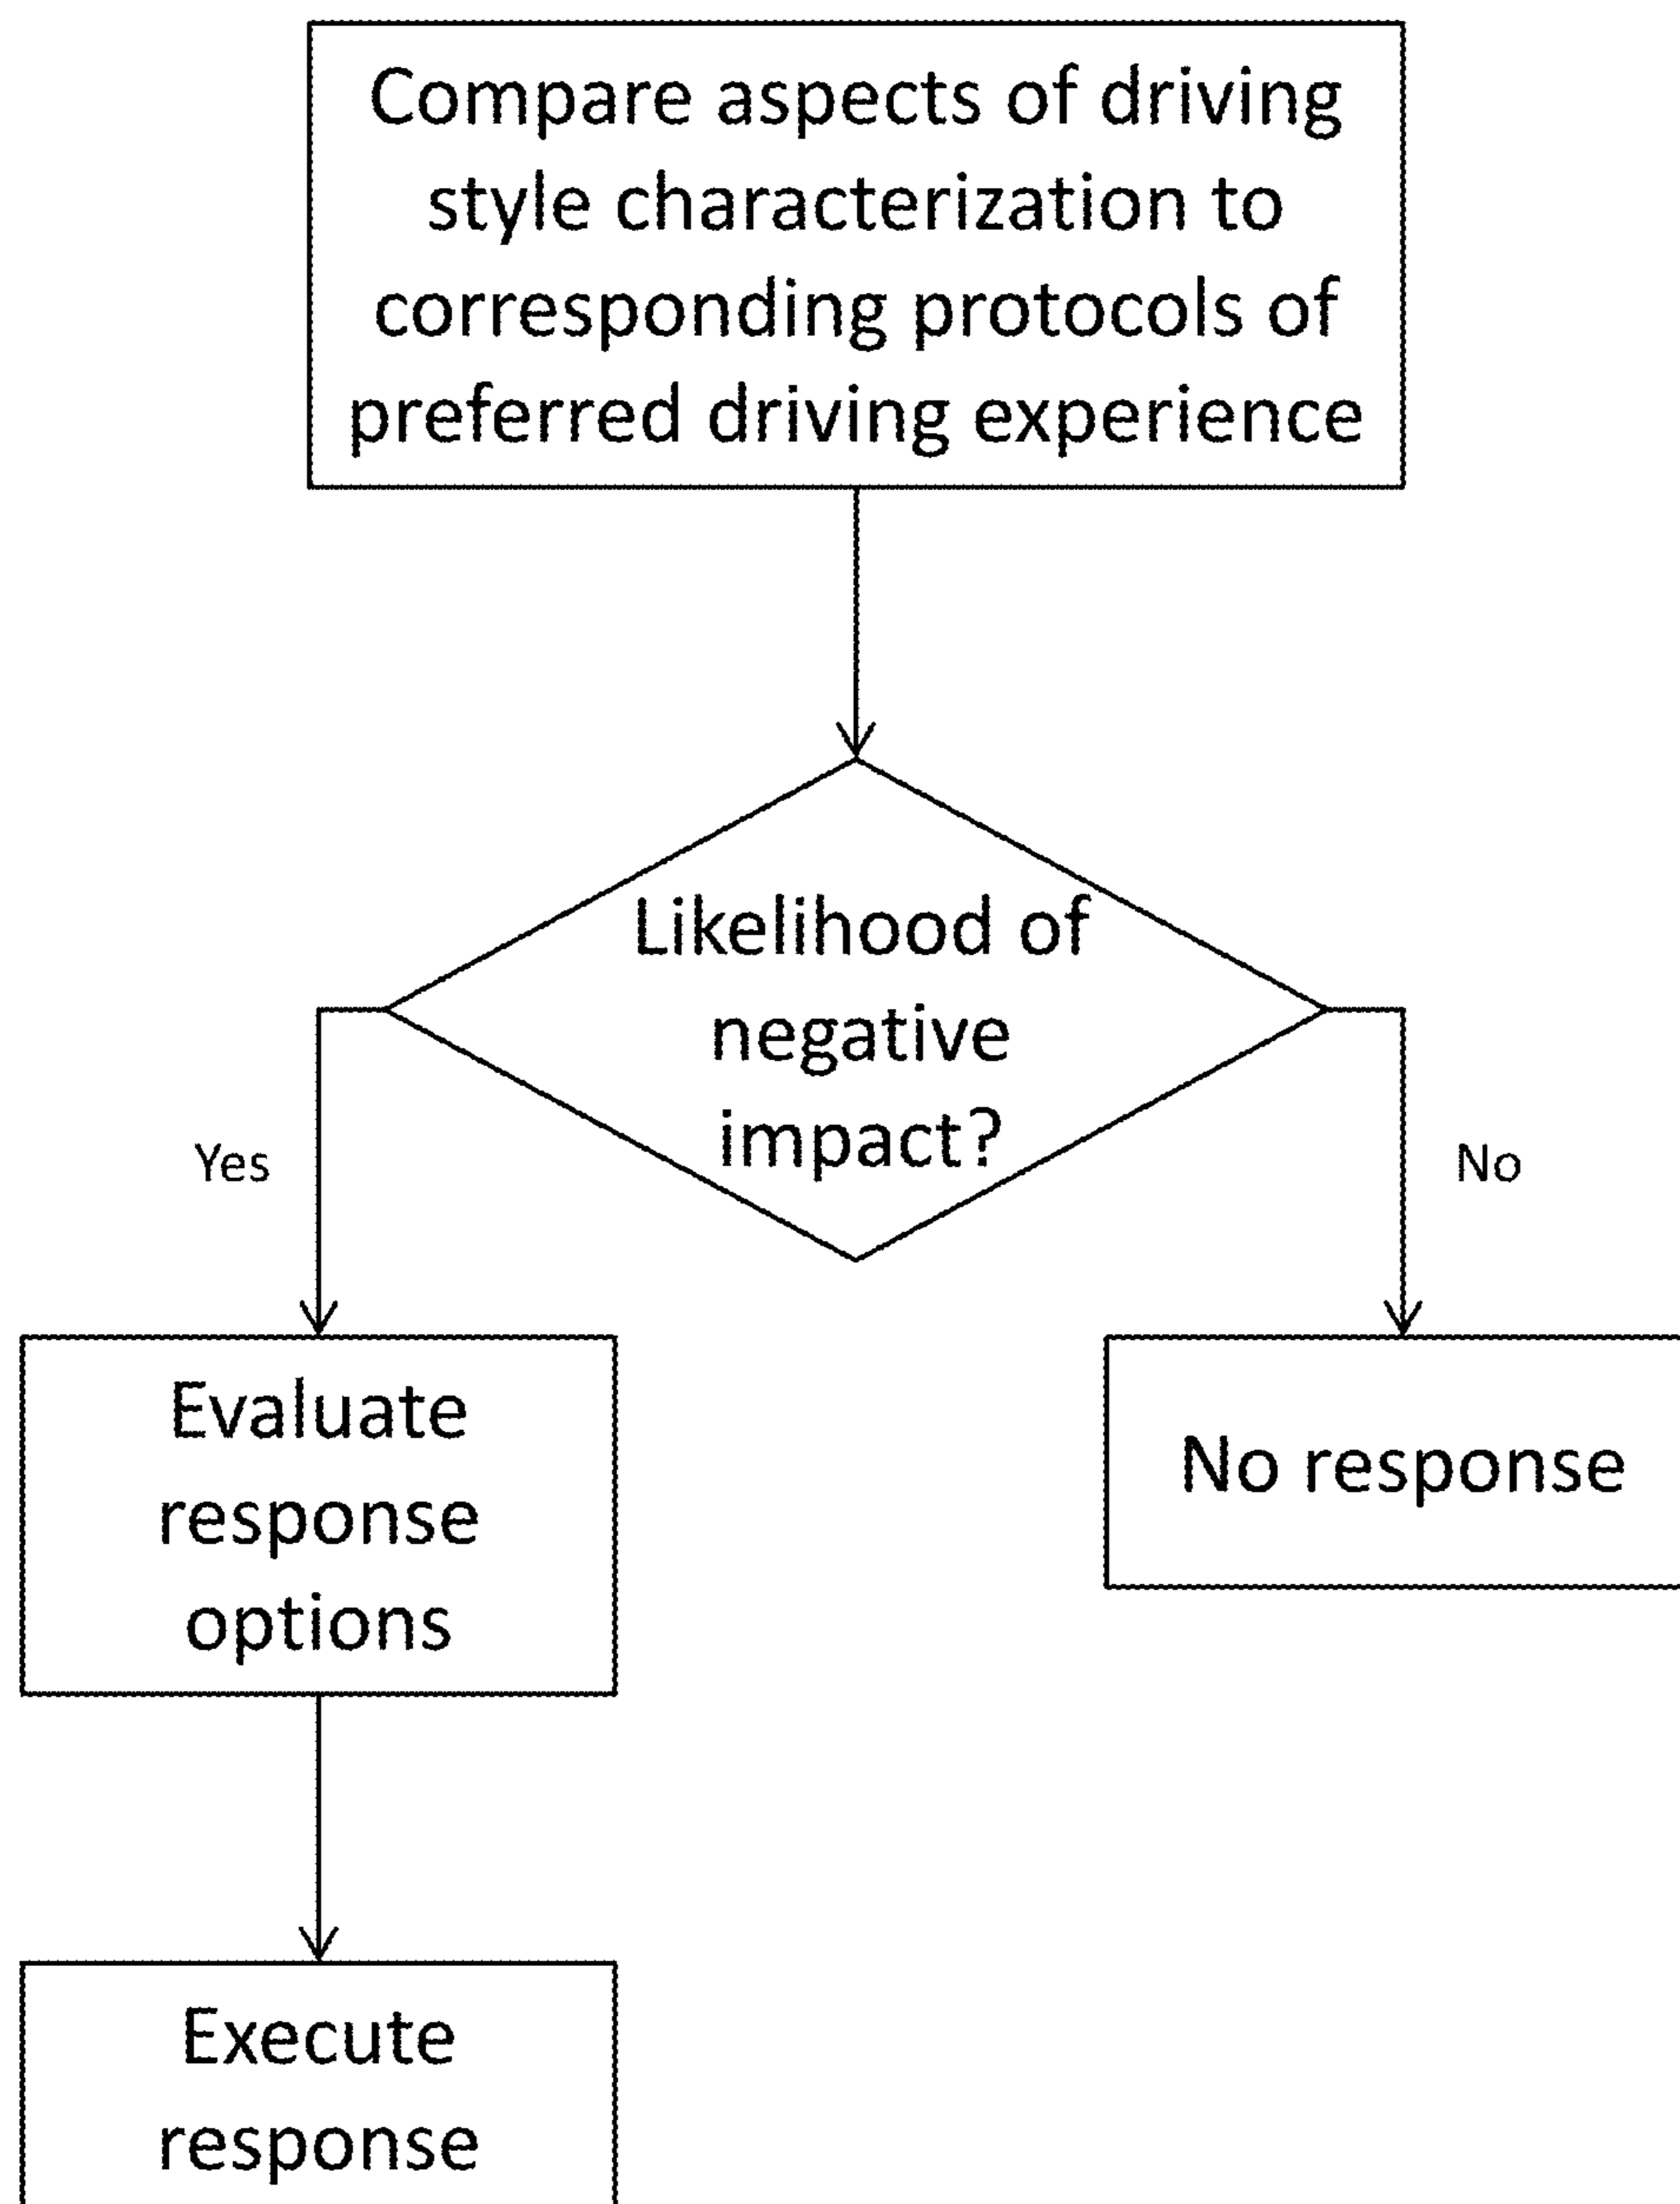 Compare aspects of driving
style characterization to
corresponding protocols of
preferred driving experience
Likelihood of
negative
impact?
Yes
No
Evaluate
response
options
No response
Execute
response